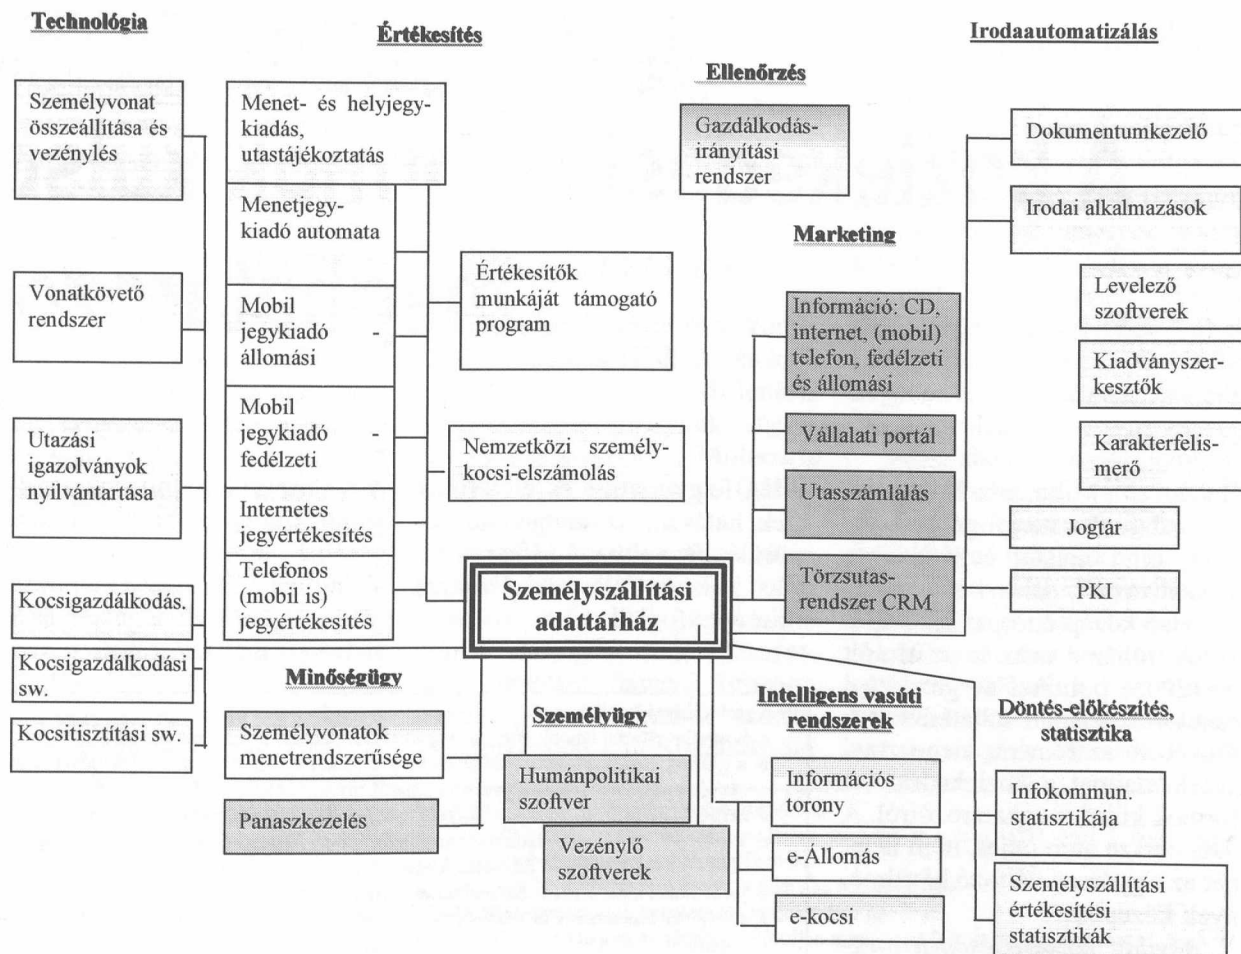 Technológia
Személyvonat
összeállítása és
vezénylés
Vonatkövető
rendszer
Utazási
igazolványok
nyilvántartása
Kocsigazdálkodás.
Kocsigazdálkodási
sw.
Kocsitisztítási sw.
Értékesítés
Menet- és helyjegy-
kiadás,
utastájékoztatás
Menetjegy-
kiadó automata
Mobil
jegykiadó -
állomási
Mobil
jegykiadó -
fedélzeti
Internetes
jegyértékesítés
Telefonos
(mobil is)
jegyértékesítés
Értékesítők
munkáját támogató
program
Nemzetközi személy-
kocsi-elszámolás
Ellenőrzés
Gazdálkodás-
irányítási
rendszer
Marketing
Információ: CD,
internet, (mobil)
telefon, fedélzeti
és állomási
Vállalati portál
Utasszámlálás
Törzsutas-
rendszer CRM
Irodaautomatizálás
Dokumentumkezelő
Irodai alkalmazások
Levelező
szoftverek
Kiadványszer-
kesztők
Karakterfelis-
merő
Jogtár
PKI
Személyszállítási
adattárház
Minőségügy
Személyvonatok
menetrendszerűsége
Panaszkezelés
Személyügy
Humánpolitikai
szoftver
Vezénylő
szoftverek
Intelligens vasúti
rendszerek
Információs
torony
e-Állomás
e-kocsi
Döntés-előkészítés,
statisztika
Infokommun.
statisztikája
Személyszállítási
értékesítési
statisztikák